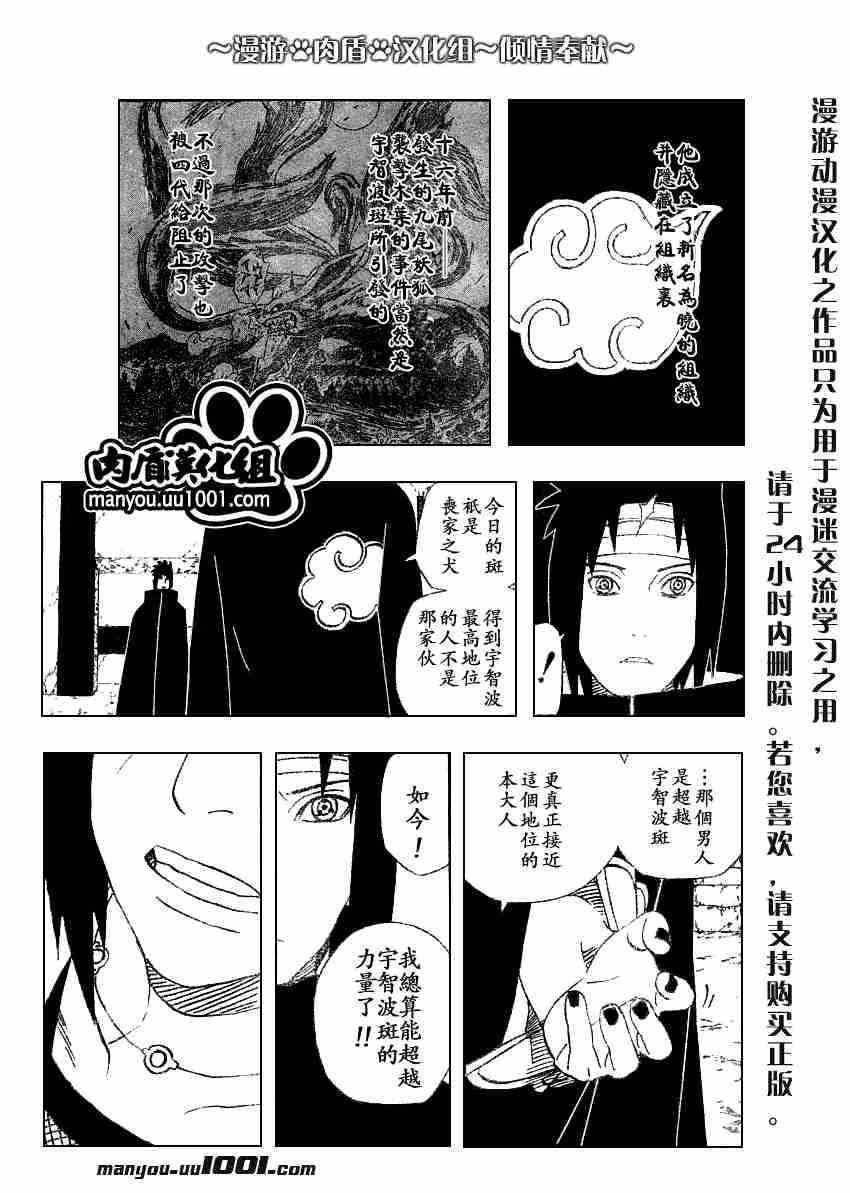 ～漫游 肉盾 汉化组～倾情奉献～
漫游动漫汉化之作品只为用于漫迷交流学习之用，
请于24小时内删除。若您喜欢，请支持购买正版。
他成立了新名為曉的組織
并隱藏在組織裏
十六年前——
發生的九尾妖狐
襲擊木葉的事件當然是
宇智波斑所引發的
不過那次的攻擊也
被四代給阻止了
肉盾漢化组
manyou.uu1001.com
！
今日的斑
衹是
喪家之犬
得到宇智波
最高地位
的人不是
那家伙
…那個男人
是超越
宇智波斑
更真正接近
這個地位的
本大人
如今！
我總算能超越
宇智波斑的
力量了!!
manyou-uu1001.com